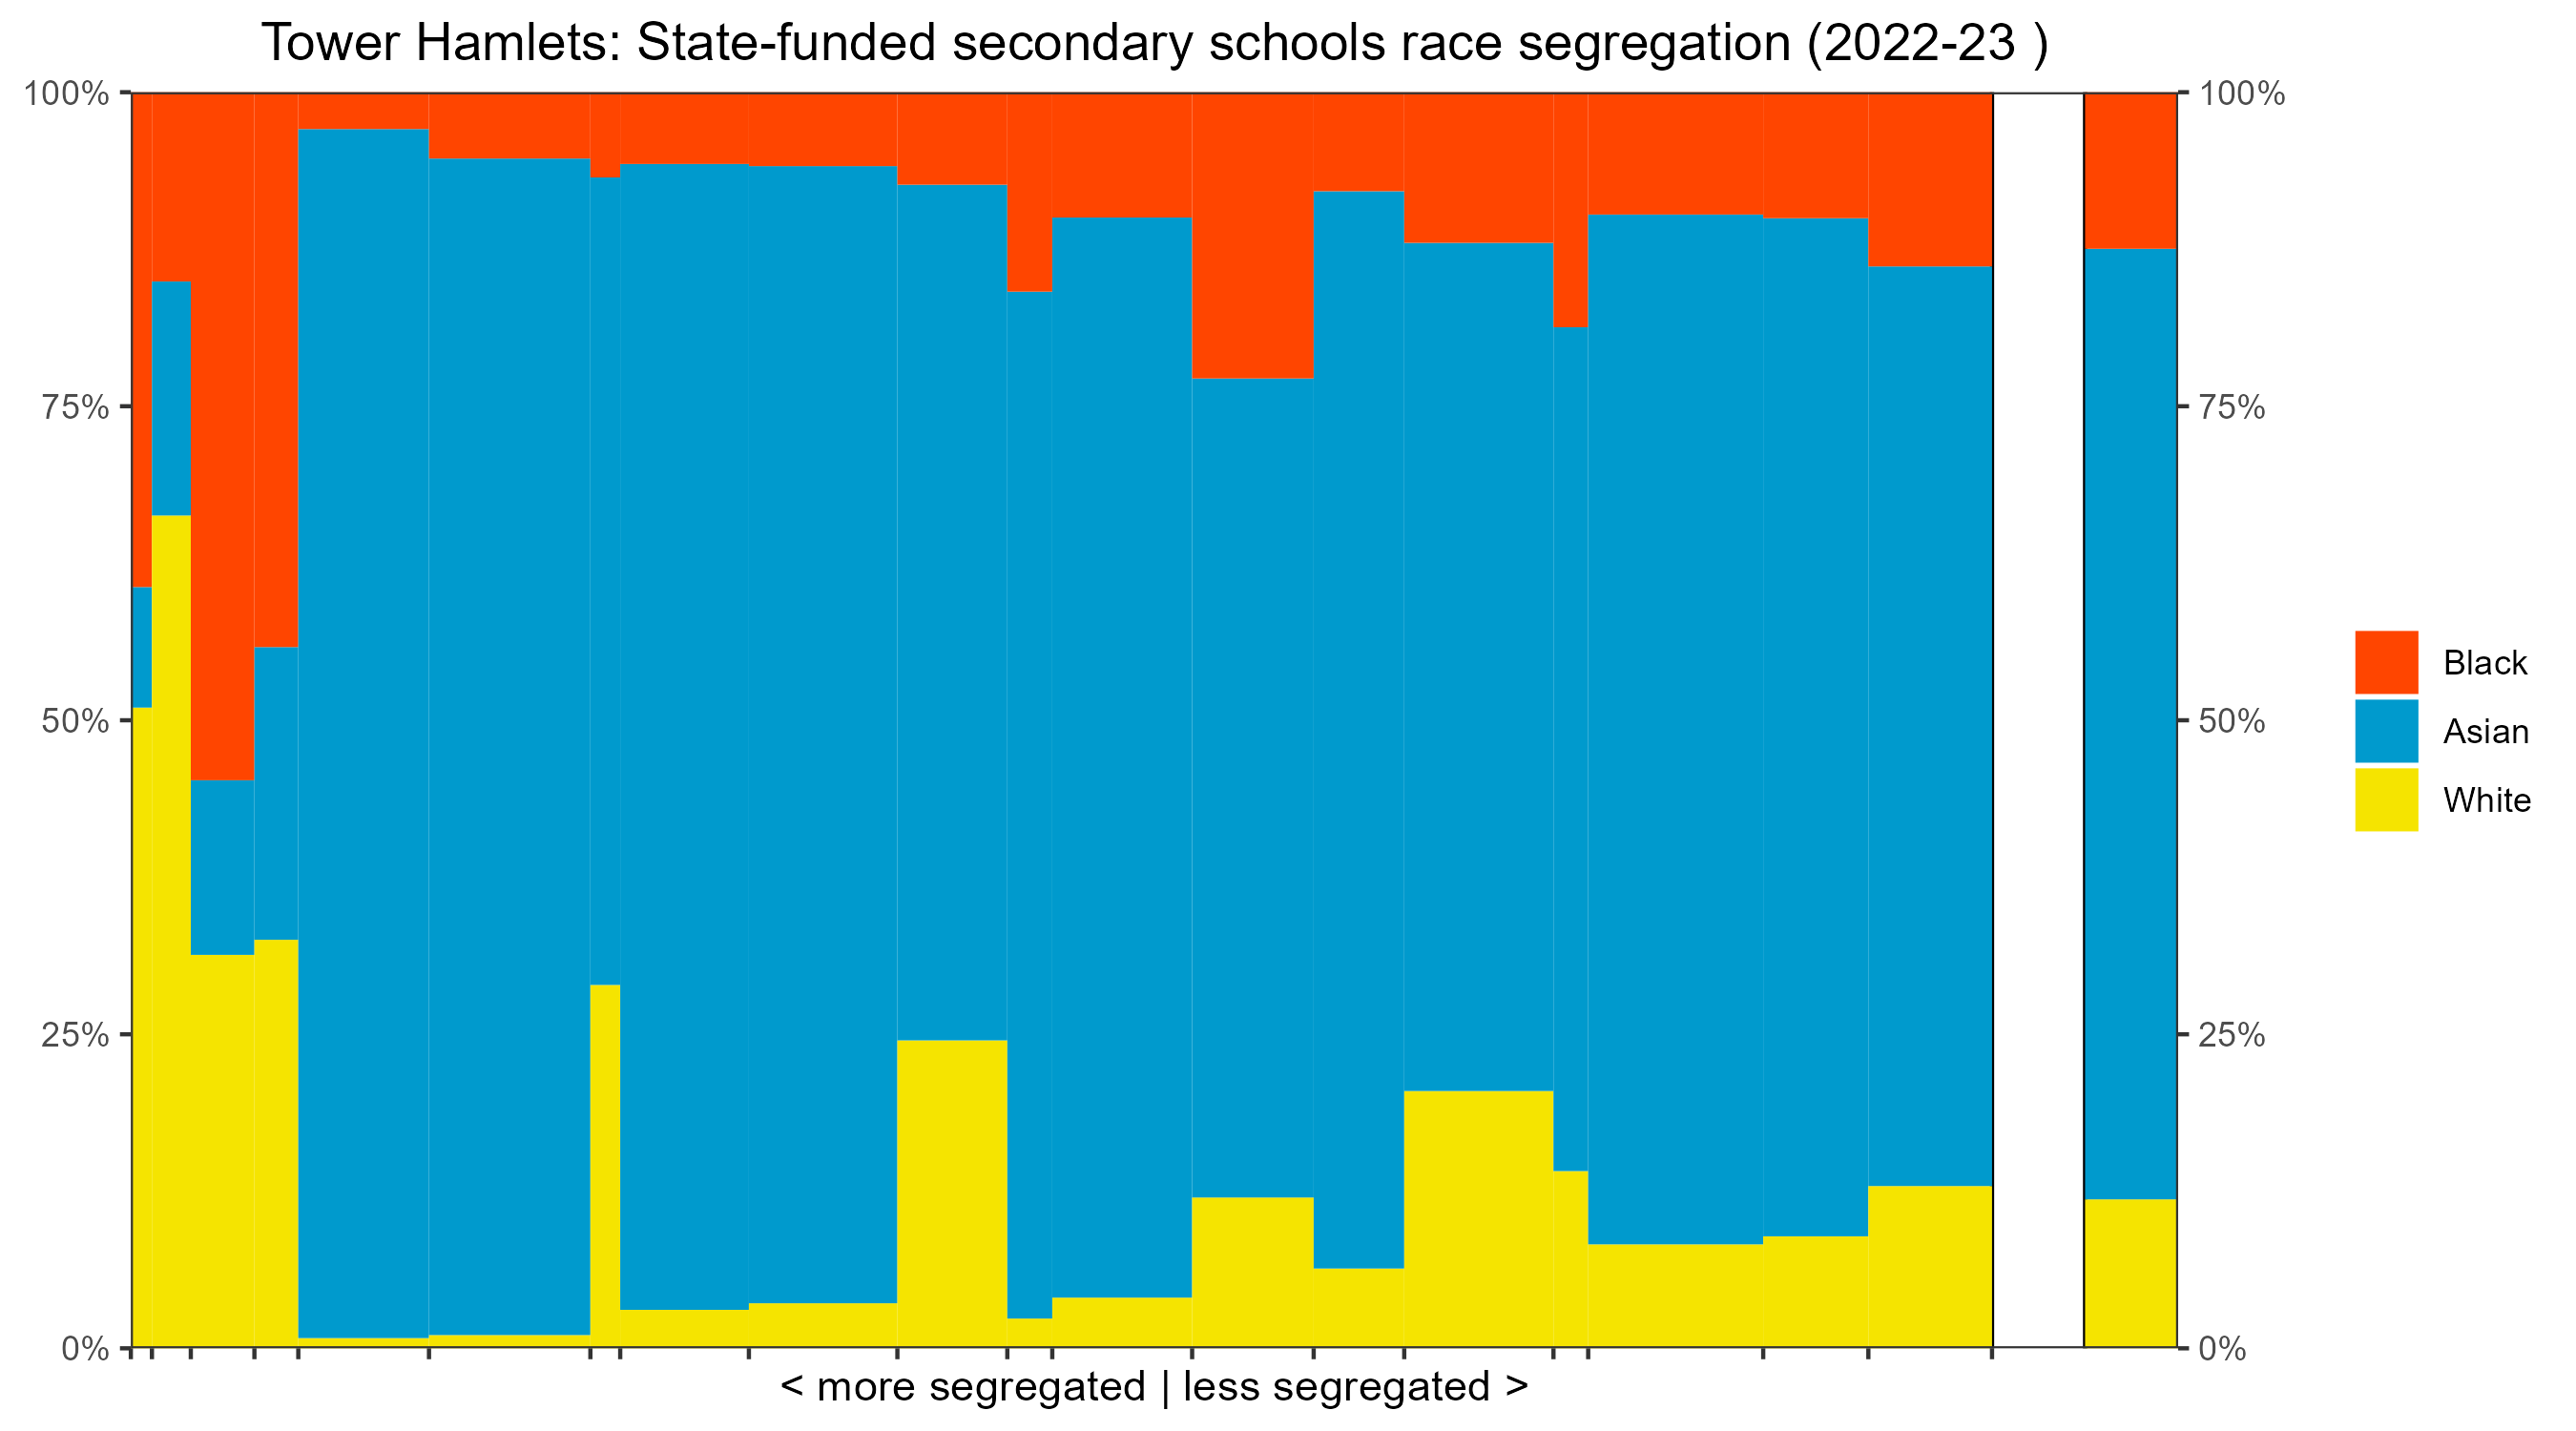 Tower Hamlets: State-funded secondary schools race segregation (2022-23 )
100%
75%
50%
25%
0%
100%
75%
50%
25%
0%
Black
Asian
White
< more segregated | less segregated >